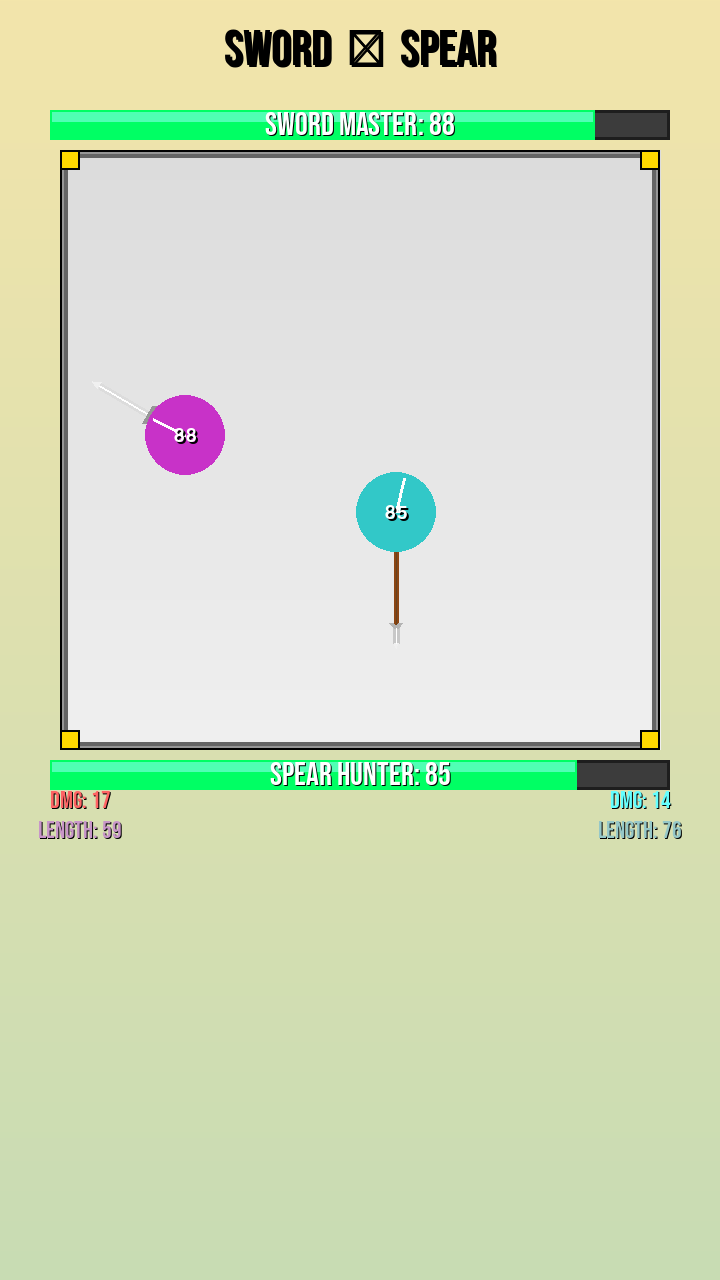 SWORD ☒ SPEAR
SWORD MASTER: 88
88
85
SPEAR HUNTER: 85
DMG: 17
DMG: 14
LENGTH: 59
LENGTH: 76